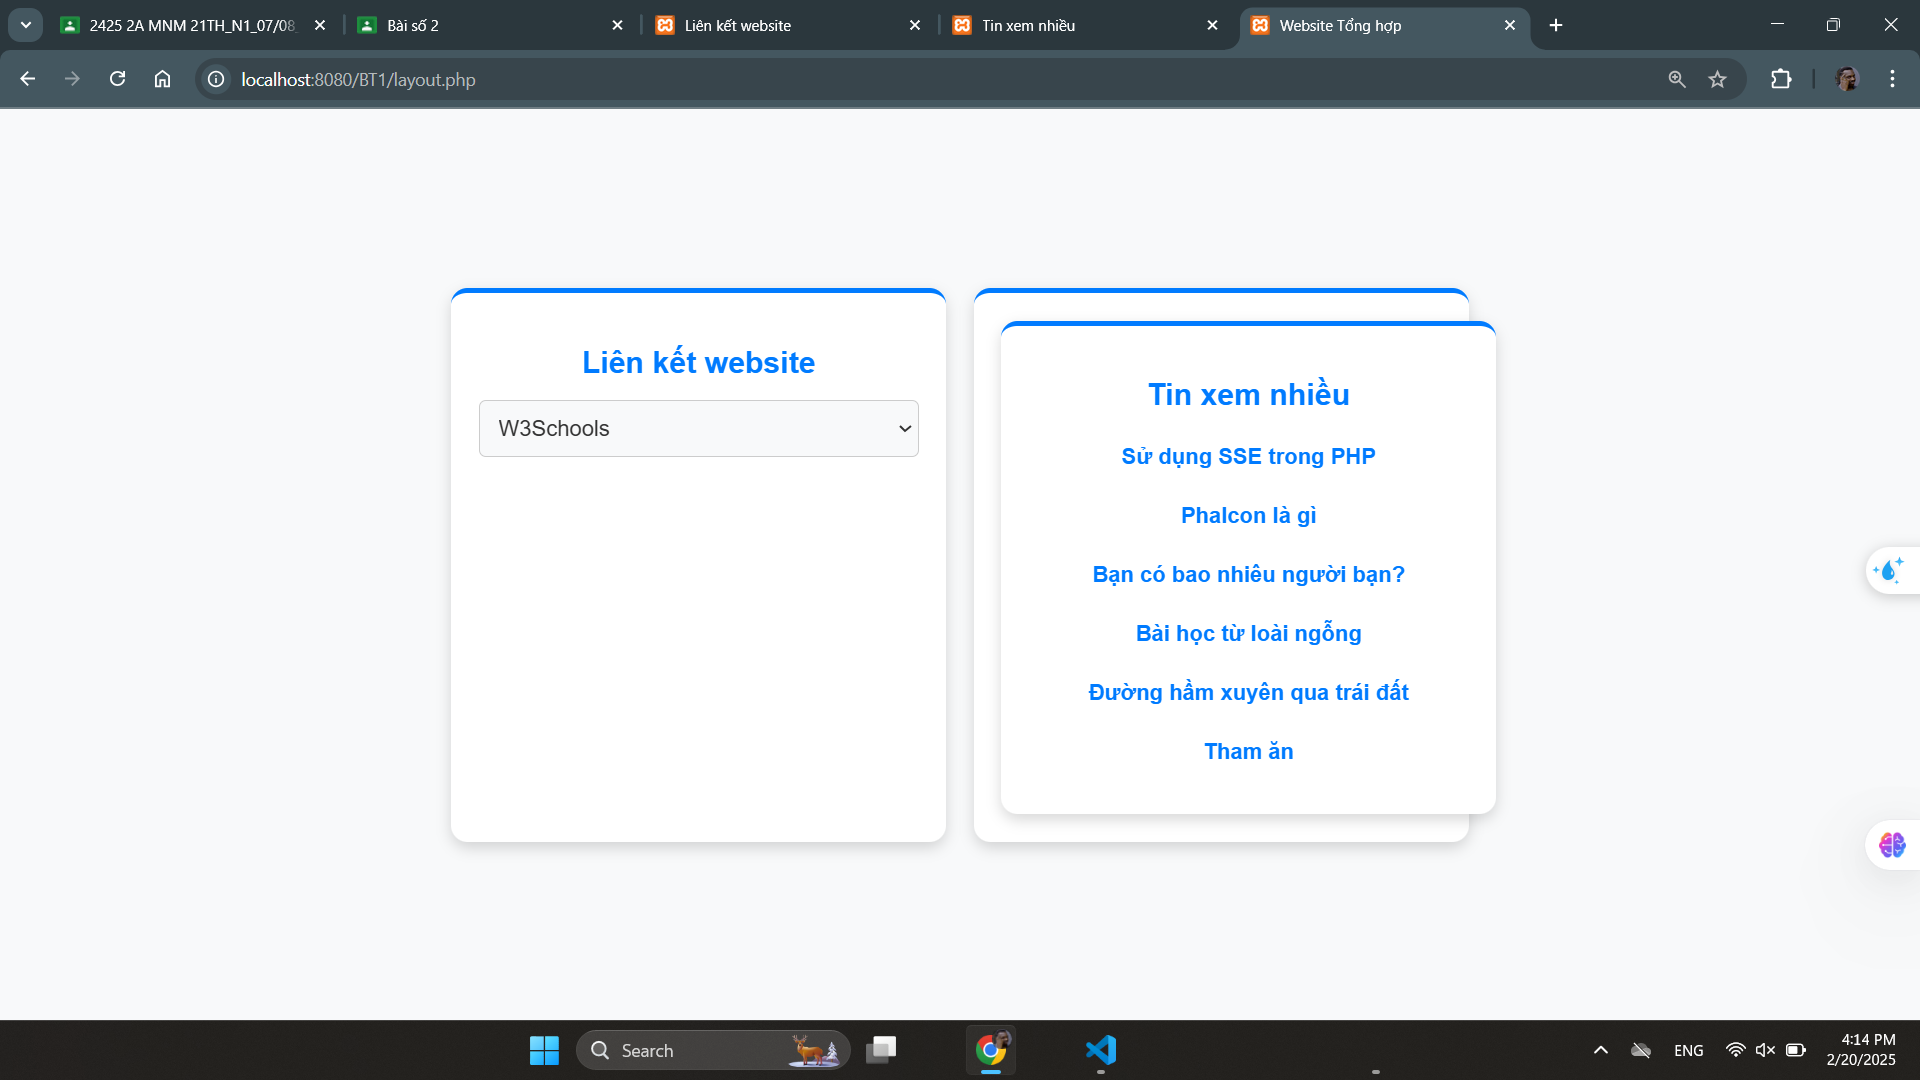 2425 2A MNM 21TH_N1_07/08
Bài số 2
Liên kết website
Tin xem nhiều
Website Tổng hợp
localhost:8080/BT1/layout.php
Liên kết website
W3Schools
Tin xem nhiều
Sử dụng SSE trong PHP
Phalcon là gì
Bạn có bao nhiêu người bạn?
Bài học từ loài ngỗng
Đường hầm xuyên qua trái đất
Tham ăn
Search
ENG
4:14 PM
2/20/2025